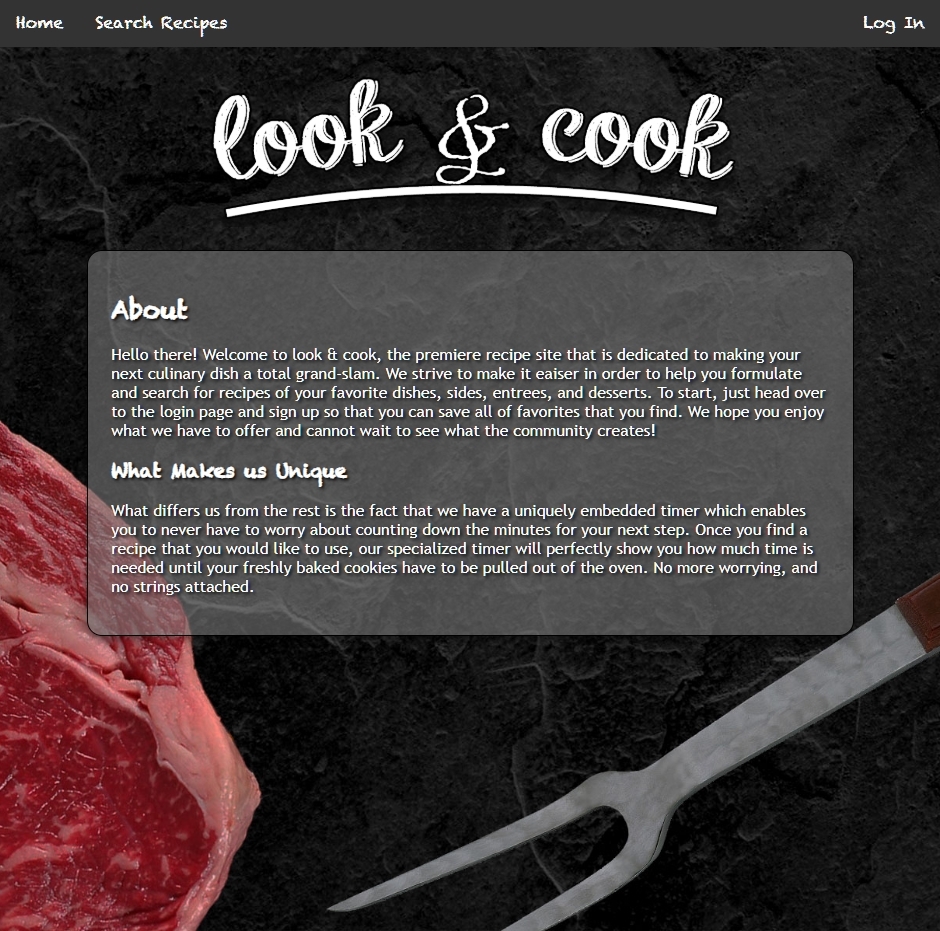 Home Search Recipes Log In
look & cook
About
Hello there! Welcome to look & cook, the premiere recipe site that is dedicated to making your
next culinary dish a total grand-slam. We strive to make it eaiser in order to help you formulate
and search for recipes of your favorite dishes, sides, entrees, and desserts. To start, just head over
to the login page and sign up so that you can save all of favorites that you find. We hope you enjoy
what we have to offer and cannot wait to see what the community creates!
What Makes us Unique
What differs us from the rest is the fact that we have a uniquely embedded timer which enables
you to never have to worry about counting down the minutes for your next step. Once you find a
recipe that you would like to use, our specialized timer will perfectly show you how much time is
needed until your freshly baked cookies have to be pulled out of the oven. No more worrying, and
no strings attached.